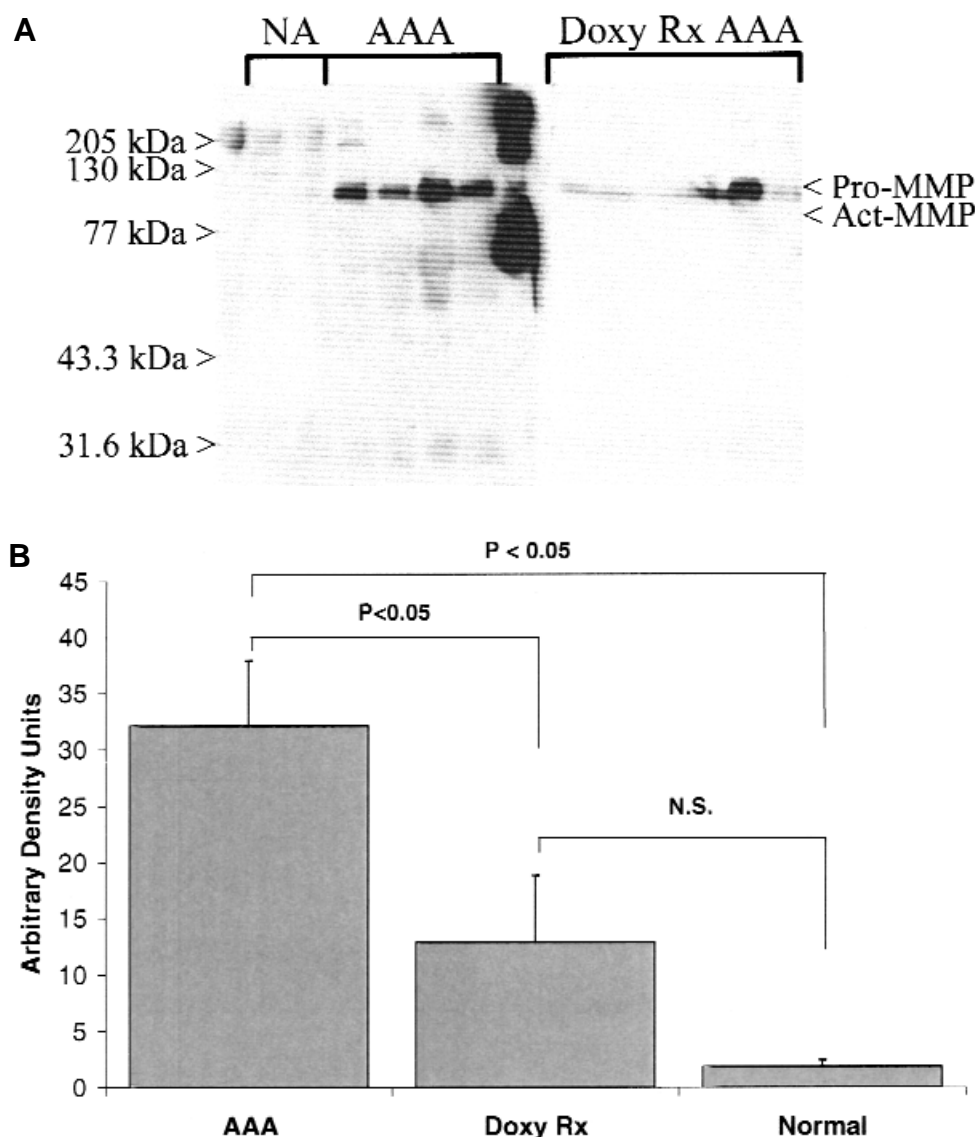 A
NA AAA Doxy Rx AAA
205 kDa >
130 kDa >
77 kDa >
43.3 kDa >
31.6 kDa >
< Pro-MMP
< Act-MMP
B
P < 0.05
P<0.05
N.S.
Arbitrary Density Units
45
40
35
30
25
20
15
10
5
0
AAA Doxy Rx Normal